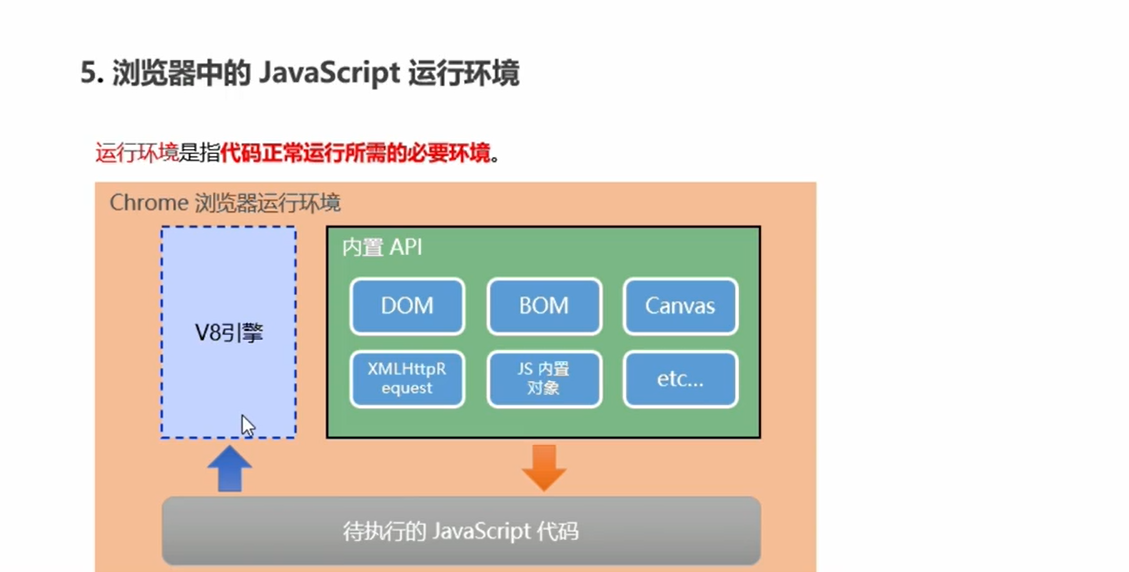 5. 浏览器中的 JavaScript 运行环境
运行环境是指代码正常运行所需的必要环境。
Chrome 浏览器运行环境
V8引擎
内置 API
DOM
BOM
Canvas
XMLHttpR
equest
JS 内置
对象
etc...
待执行的 JavaScript 代码